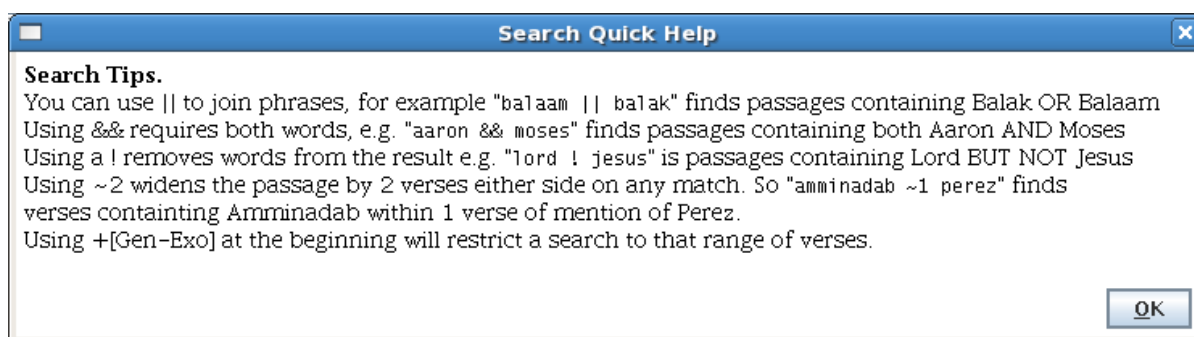 Search Quick Help
Search Tips.
You can use || to join phrases, for example "balaam || balak" finds passages containing Balak OR Balaam
Using && requires both words, e.g. "aaron && moses" finds passages containing both Aaron AND Moses
Using a ! removes words from the result e.g. "lord ! jesus" is passages containing Lord BUT NOT Jesus
Using ~2 widens the passage by 2 verses either side on any match. So "amminadab ~1 perez" finds
verses containting Amminadab within 1 verse of mention of Perez.
Using +[Gen-Exo] at the beginning will restrict a search to that range of verses.
OK